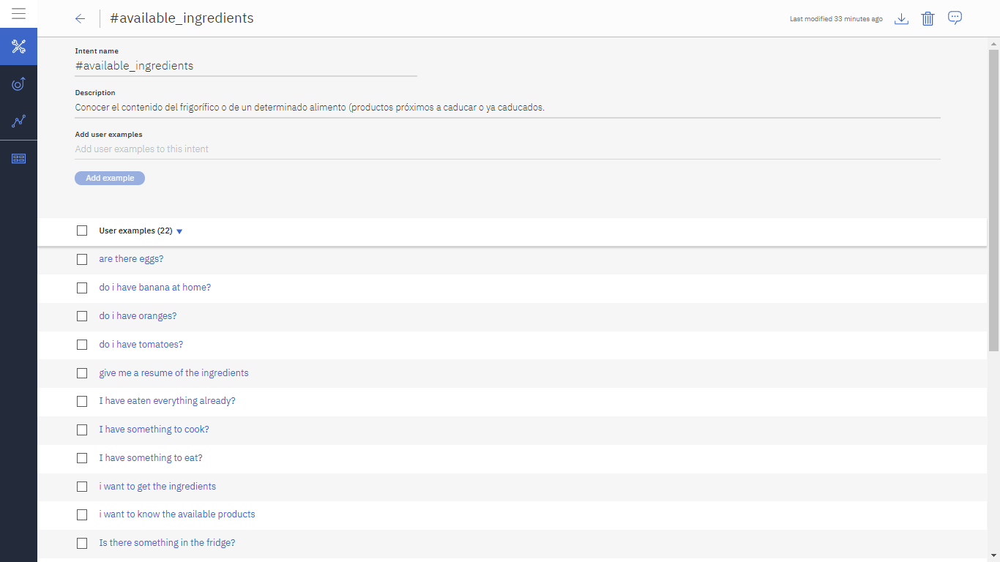 #available_ingredients
Last modified 33 minutes ago
Intent name
#available_ingredients
Description
Conocer el contenido del frigorífico o de un determinado alimento (productos próximos a caducar o ya caducados.
Add user examples
Add user examples to this intent
Add example
User examples (22)
are there eggs?
do i have banana at home?
do i have oranges?
do i have tomatoes?
give me a resume of the ingredients
I have eaten everything already?
I have something to cook?
I have something to eat?
i want to get the ingredients
i want to know the available products
Is there something in the fridge?